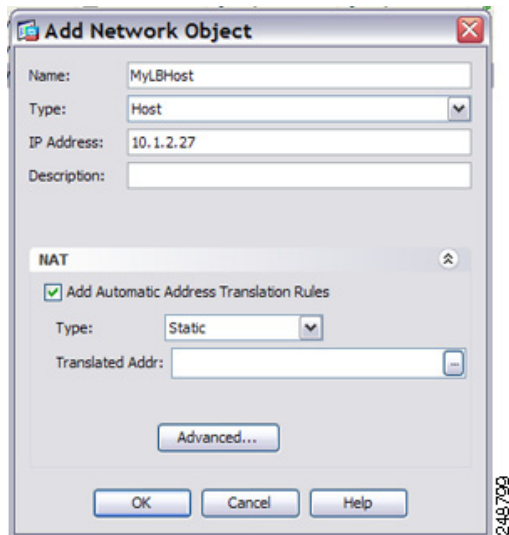 Add Network Object
Name: MyLBHost
Type: Host
IP Address: 10.1.2.27
Description:
NAT
Add Automatic Address Translation Rules
Type: Static
Translated Addr: ...
Advanced...
OK Cancel Help
248799